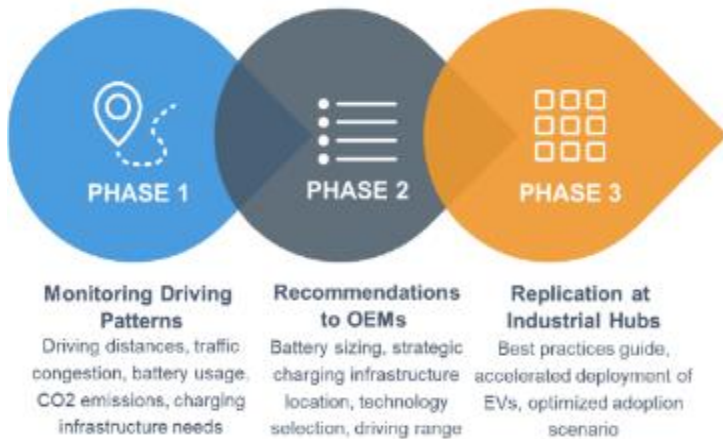 PHASE 1
PHASE 2
PHASE 3
Monitoring Driving
Patterns
Driving distances, traffic
congestion, battery usage,
CO2 emissions, charging
infrastructure needs
Recommendations
to OEMs
Battery sizing, strategic
charging infrastructure
location, technology
selection, driving range
Replication at
Industrial Hubs
Best practices guide,
accelerated deployment of
EVs, optimized adoption
scenario